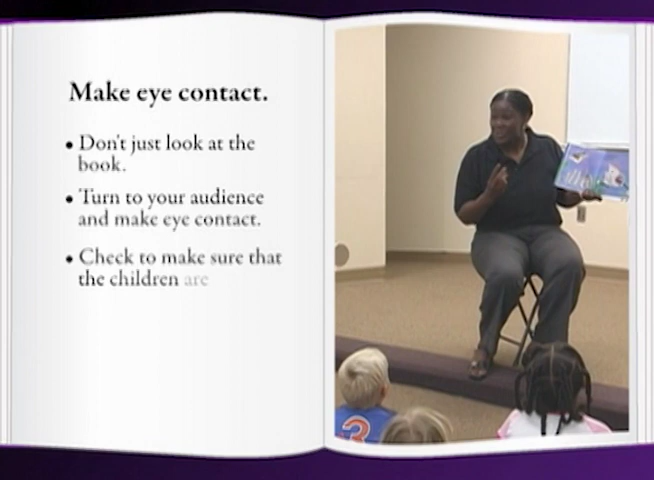 Make eye contact.
• Don't just look at the
book.
• Turn to your audience
and make eye contact.
• Check to make sure that
the children are
3